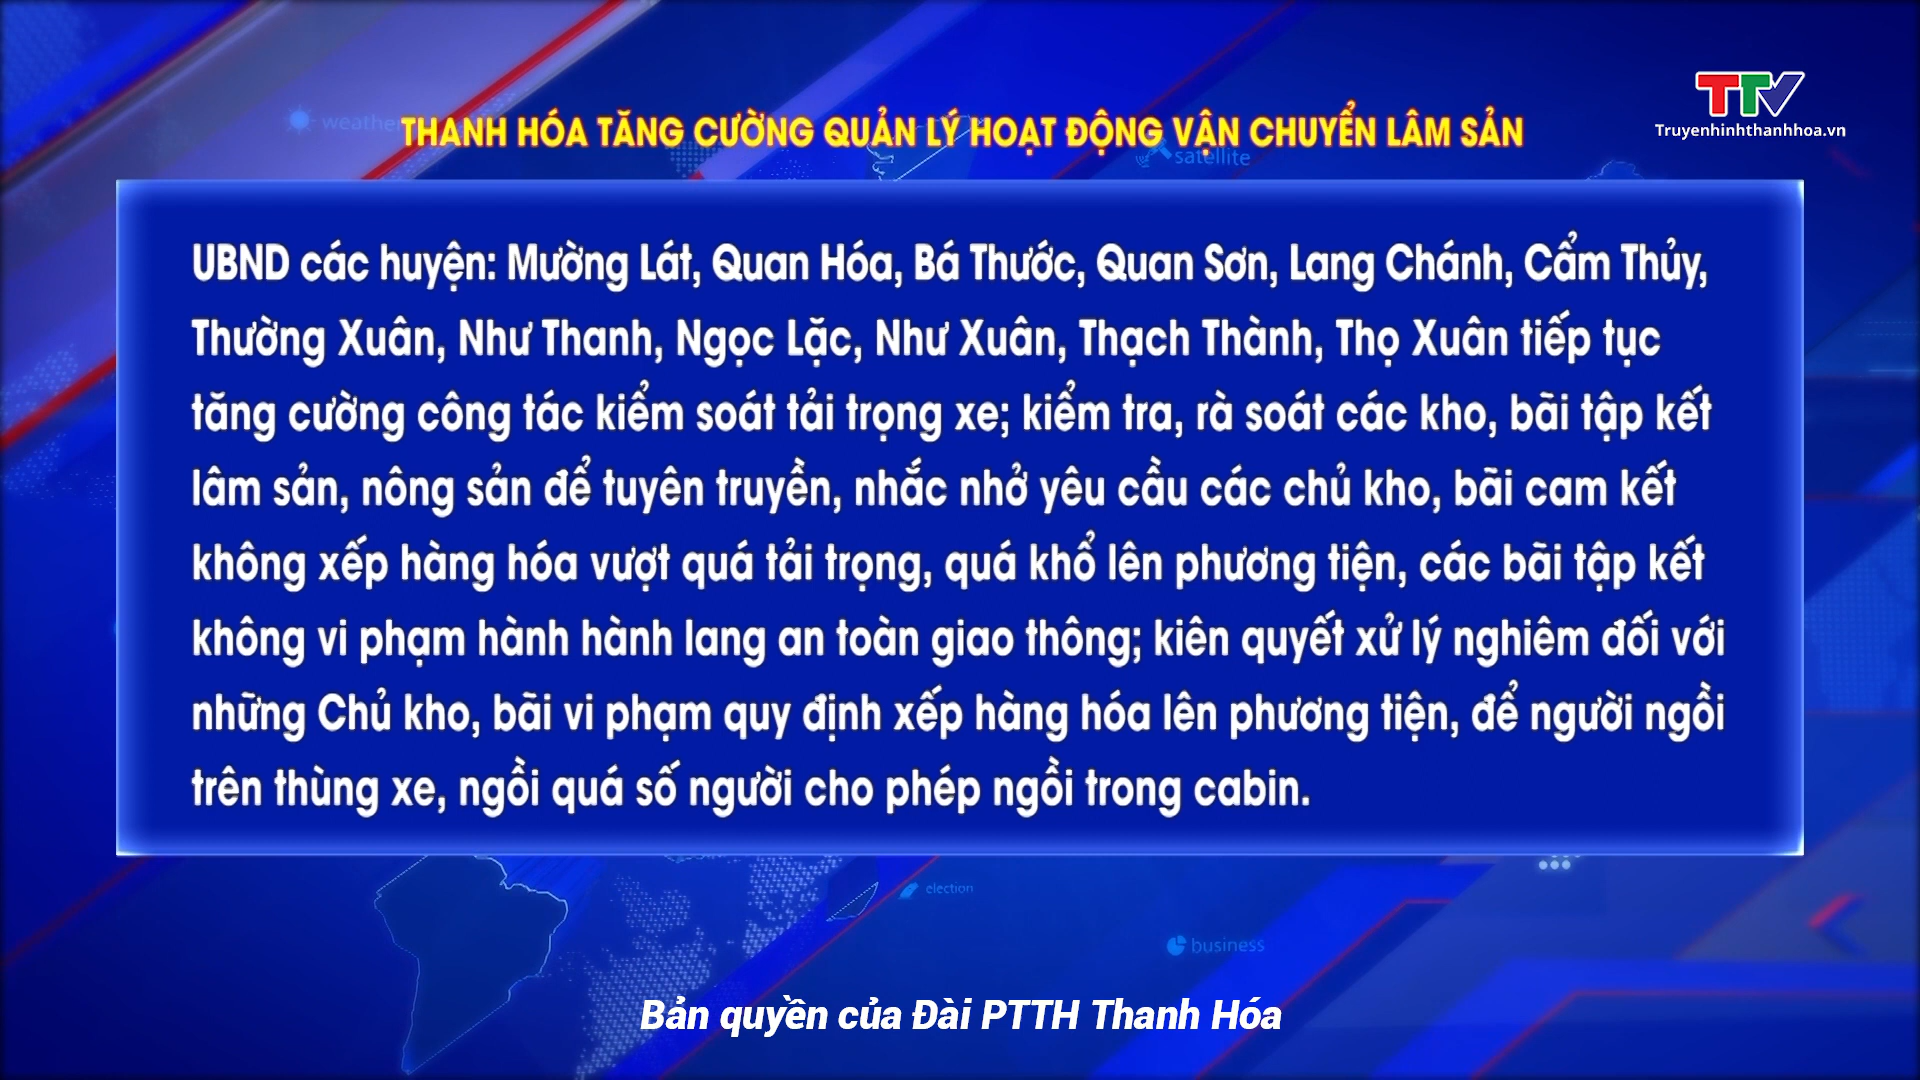 TTV
Truyenhinhthanhhoa.vn
weather
THANH HÓA TĂNG CƯỜNG QUẢN LÝ HOẠT ĐỘNG VẬN CHUYỂN LÂM SẢN
satellite
UBND các huyện: Mường Lát, Quan Hóa, Bá Thước, Quan Sơn, Lang Chánh, Cẩm Thủy,
Thường Xuân, Như Thanh, Ngọc Lặc, Như Xuân, Thạch Thành, Thọ Xuân tiếp tục
tăng cường công tác kiểm soát tải trọng xe; kiểm tra, rà soát các kho, bãi tập kết
lâm sản, nông sản để tuyên truyền, nhắc nhở yêu cầu các chủ kho, bãi cam kết
không xếp hàng hóa vượt quá tải trọng, quá khổ lên phương tiện, các bãi tập kết
không vi phạm hành hành lang an toàn giao thông; kiên quyết xử lý nghiêm đối với
những Chủ kho, bãi vi phạm quy định xếp hàng hóa lên phương tiện, để người ngồi
trên thùng xe, ngồi quá số người cho phép ngồi trong cabin.
election
business
Bản quyền của Đài PTTH Thanh Hóa